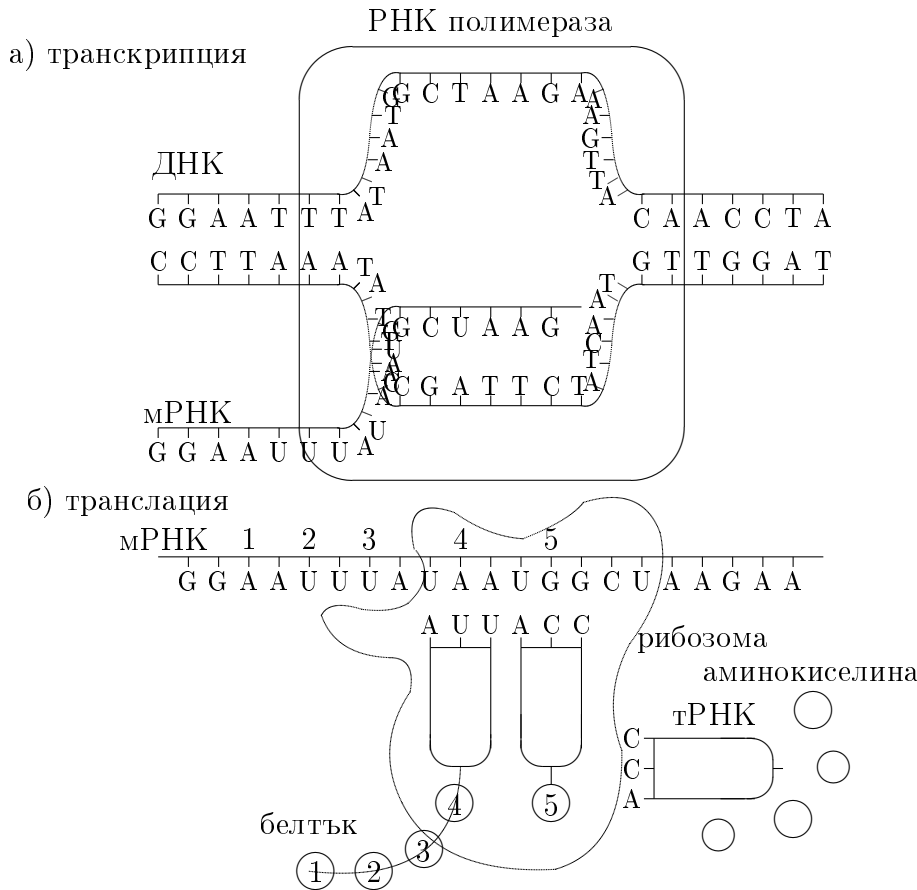 РНК полимераза
а) транскрипция
G C T A A G A
G T A A T A
A A G T T A
ДНК
G G A A T T T
C A A C C T A
C C T T A A A
G T T G G A T
T A
T A A C T A
G C U A A G
C G A T T C T
мРНК
A U A
G G A A U U U
б) транслация
мРНК 1 2 3 4 5
G G A A U U U A U A A U G G C U A A G A A
A U U A C C
рибозома
аминокиселина
тРНК
C
C
A
4 5
белтък
3
1 2